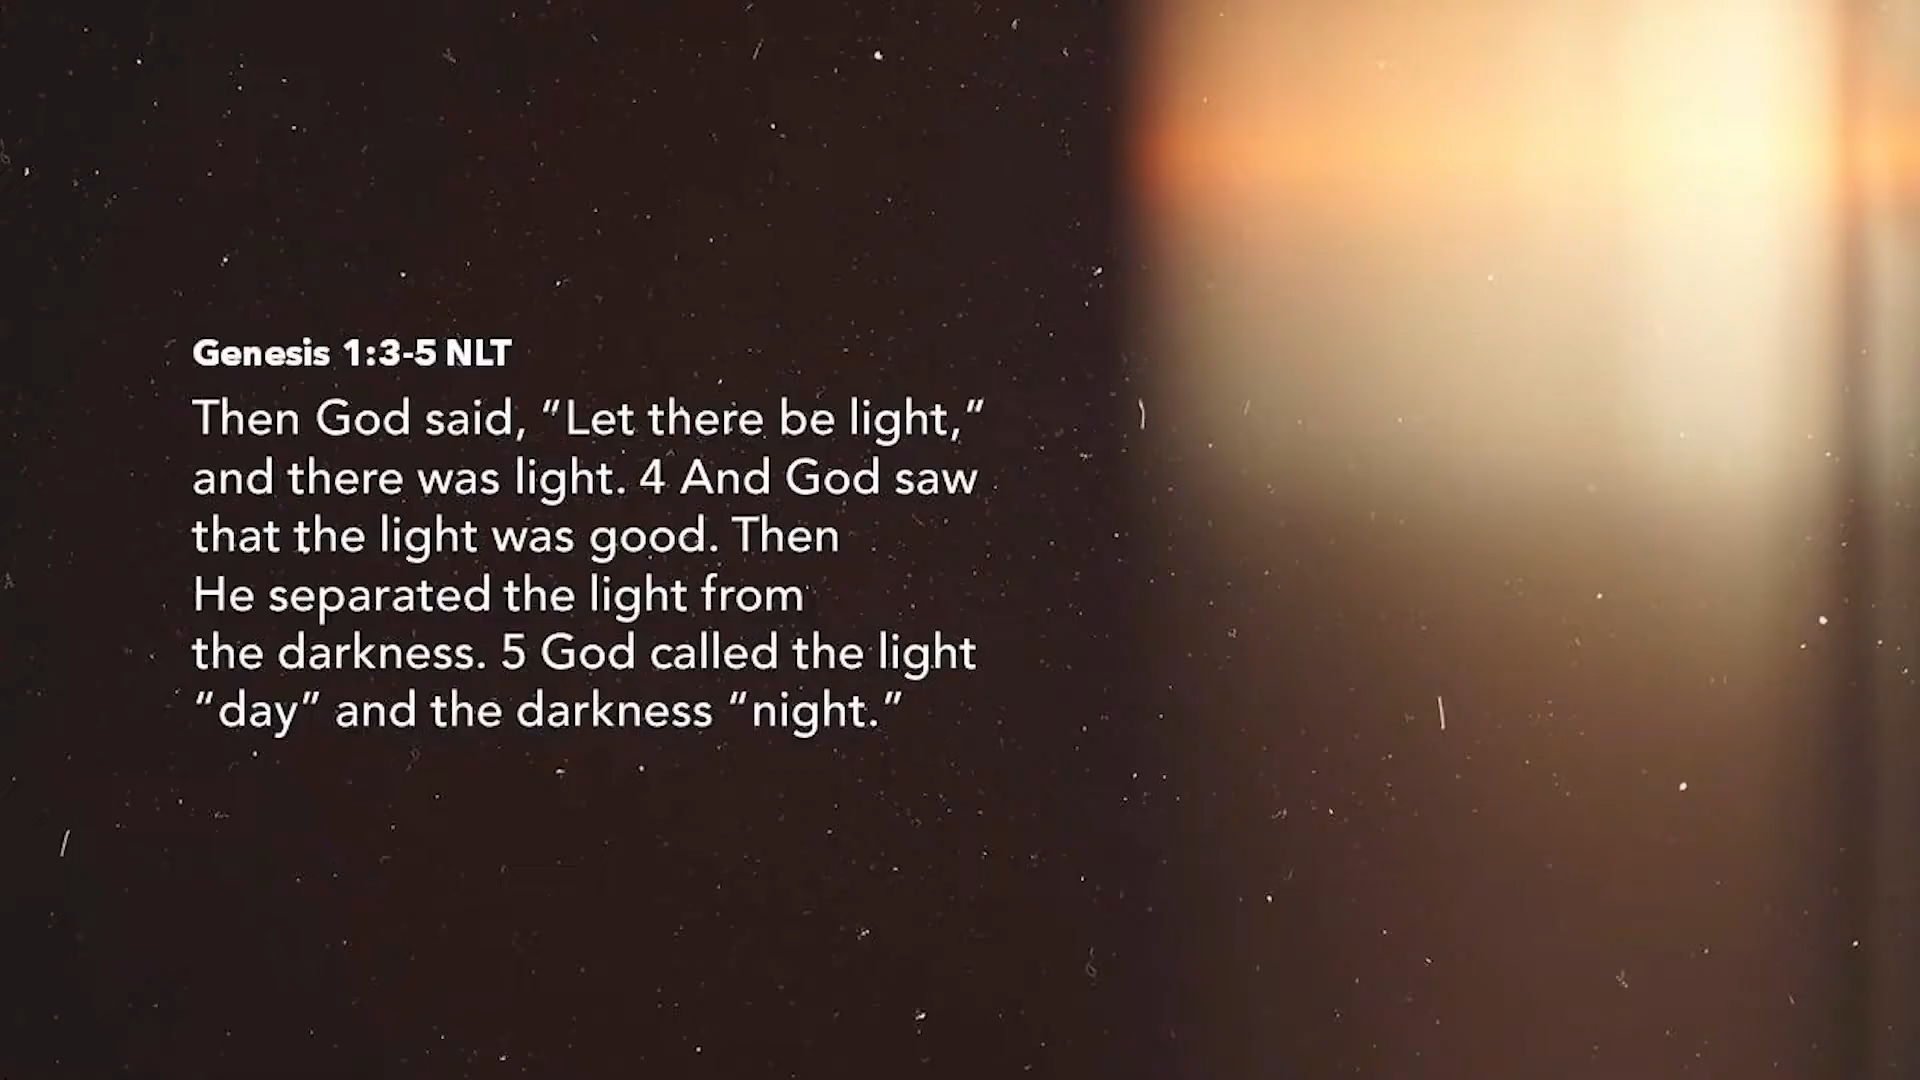 Genesis 1:3-5 NLT
Then God said, “Let there be light,“
and there was light. 4 And God saw
that the light was good. Then
He separated the light from
the darkness. 5 God called the light
“day” and the darkness “night.”